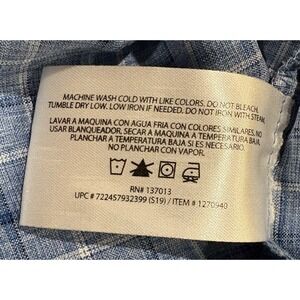 MACHINE WASH COLD WITH LIKE COLORS. DO NOT BLEACH.
TUMBLE DRY LOW. LOW IRON IF NEEDED. DO NOT IRON WITH STEAM.
LAVAR A MAQUINA CON AGUA FRIA CON COLORES SIMILARES. NO
USAR BLANQUEADOR. SECAR A MAQUINA A TEMPERATURA BAJA.
PLANCHAR A TEMPERATURA BAJA SI ES NECESARIO.
NO PLANCHAR CON VAPOR.
RN# 137013
UPC # 722457932399 (S19) / ITEM # 1270940